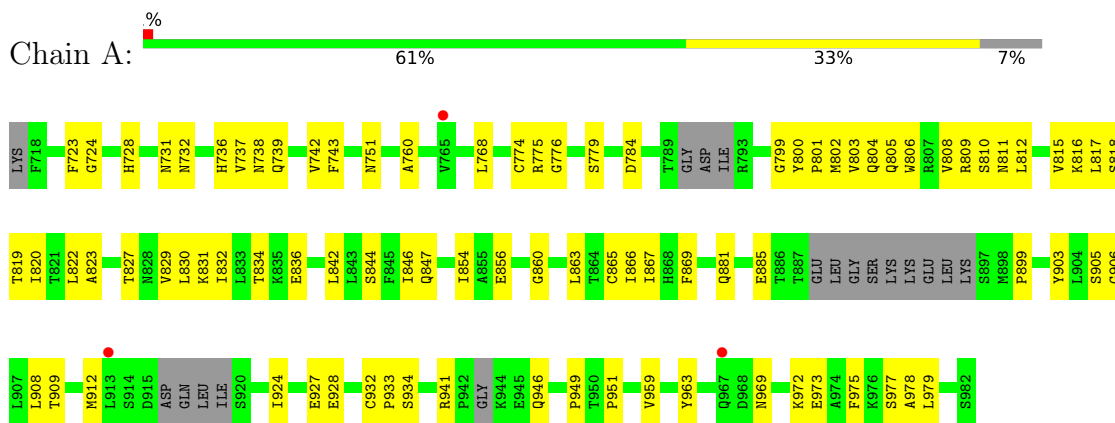 %
Chain A:
61% 33% 7%
LYS F718 F723 G724 H728 N731 N732 H736 V737 N738 Q739 V742 F743 N751 A760 V765 L768 C774 R775 G776 S779 D784 T789 GLY ASP ILE R793 G799 Y800 P801 M802 V803 Q804 Q805 W806 R807 V808 R809 S810 N811 L812 V815 K816 L817 S818
T819 I820 T821 L822 A823 T827 N828 V829 L830 K831 I832 L833 T834 K835 E836 L842 L843 S844 F845 I846 Q847 I854 A855 E856 G860 L863 T864 C865 I866 I867 H868 F869 Q881 E885 T886 T887 GLU LEU GLY SER LYS LYS GLU LEU LYS S897 M898 P899 Y903 L904 S905 G906
L907 L908 T909 M912 L913 S914 D915 ASP GLN LEU ILE S920 I924 E927 E928 C932 P933 S934 R941 P942 GLY K944 E945 Q946 P949 T950 P951 V959 Y963 Q967 D968 N969 K972 E973 A974 F975 K976 S977 A978 L979 S982